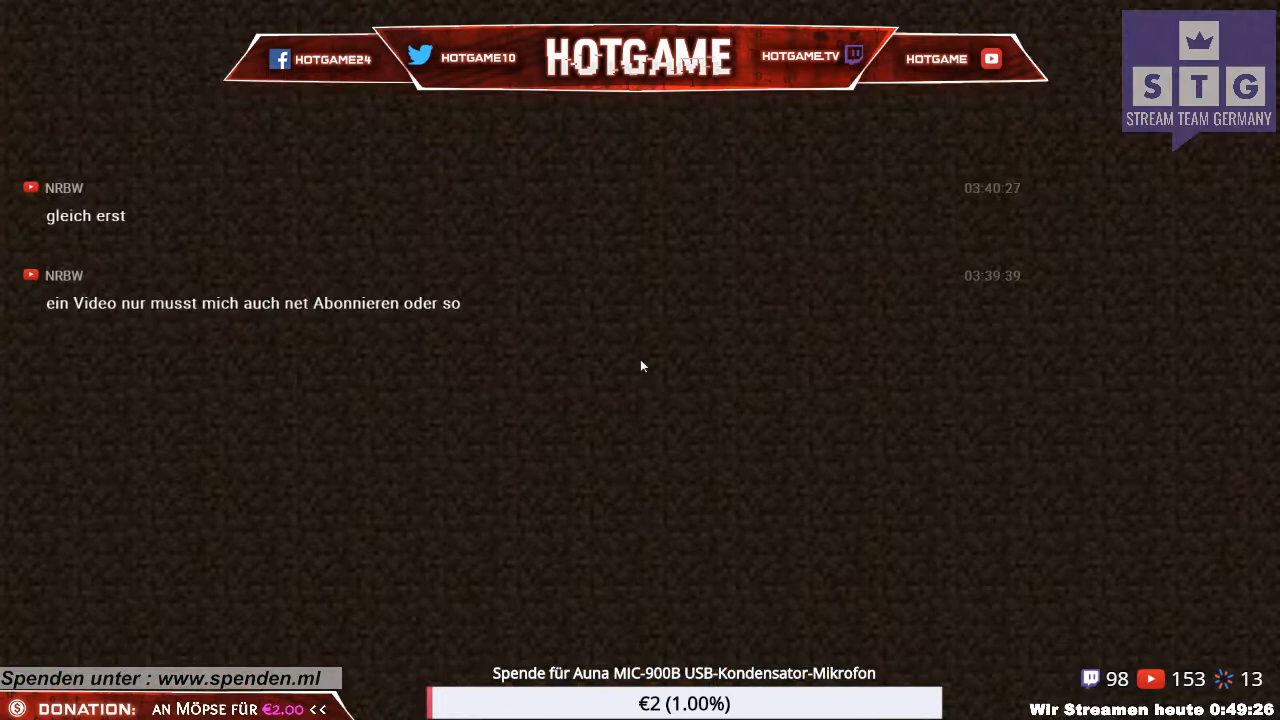 HOTGAME24
HOTGAME10
HOTGAME
HOTGAME.TV
HOTGAME
STG
STREAM TEAM GERMANY
NRBW 03:40:27
gleich erst
NRBW 03:39:39
ein Video nur musst mich auch net Abonnieren oder so
Spenden unter : www.spenden.ml
DONATION: AN MÖPSE FÜR €2.00 <<
Spende für Auna MIC-900B USB-Kondensator-Mikrofon
€2 (1.00%)
98 153 13
Wir Streamen heute 0:49:26